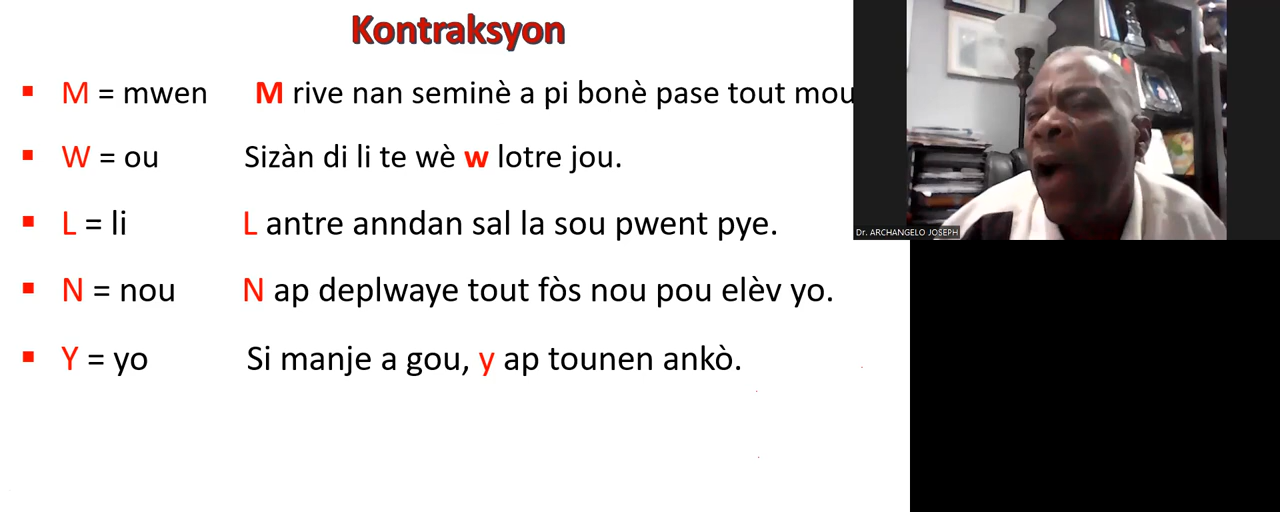 Kontraksyon
▪ M = mwen M rive nan seminè a pi bonè pase tout mou
▪ W = ou Sizàn di li te wè w lotre jou.
▪ L = li L antre anndan sal la sou pwent pye.
▪ N = nou N ap deplwaye tout fòs nou pou elèv yo.
▪ Y = yo Si manje a gou, y ap tounen ankò.
Dr. ARCHANGELO JOSEPH